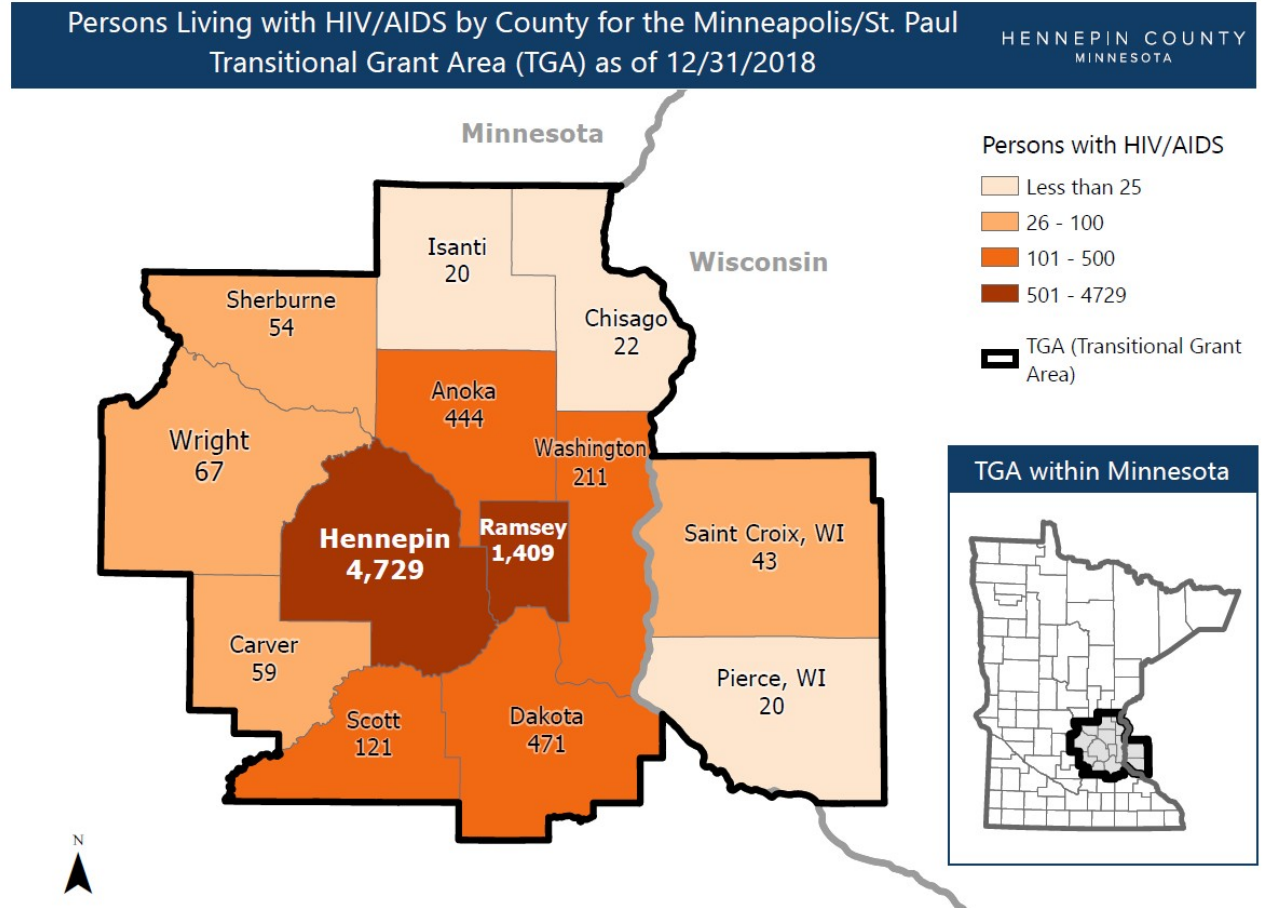 Persons Living with HIV/AIDS by County for the Minneapolis/St. Paul
Transitional Grant Area (TGA) as of 12/31/2018
HENNEPIN COUNTY
MINNESOTA
Minnesota
Wisconsin
Persons with HIV/AIDS
Less than 25
26 - 100
101 - 500
501 - 4729
TGA (Transitional Grant
Area)
Isanti
20
Sherburne
54
Chisago
22
Anoka
444
Wright
67
Washington
211
Hennepin
4,729
Ramsey
1,409
Saint Croix, WI
43
Carver
59
Pierce, WI
20
Scott
121
Dakota
471
TGA within Minnesota
N